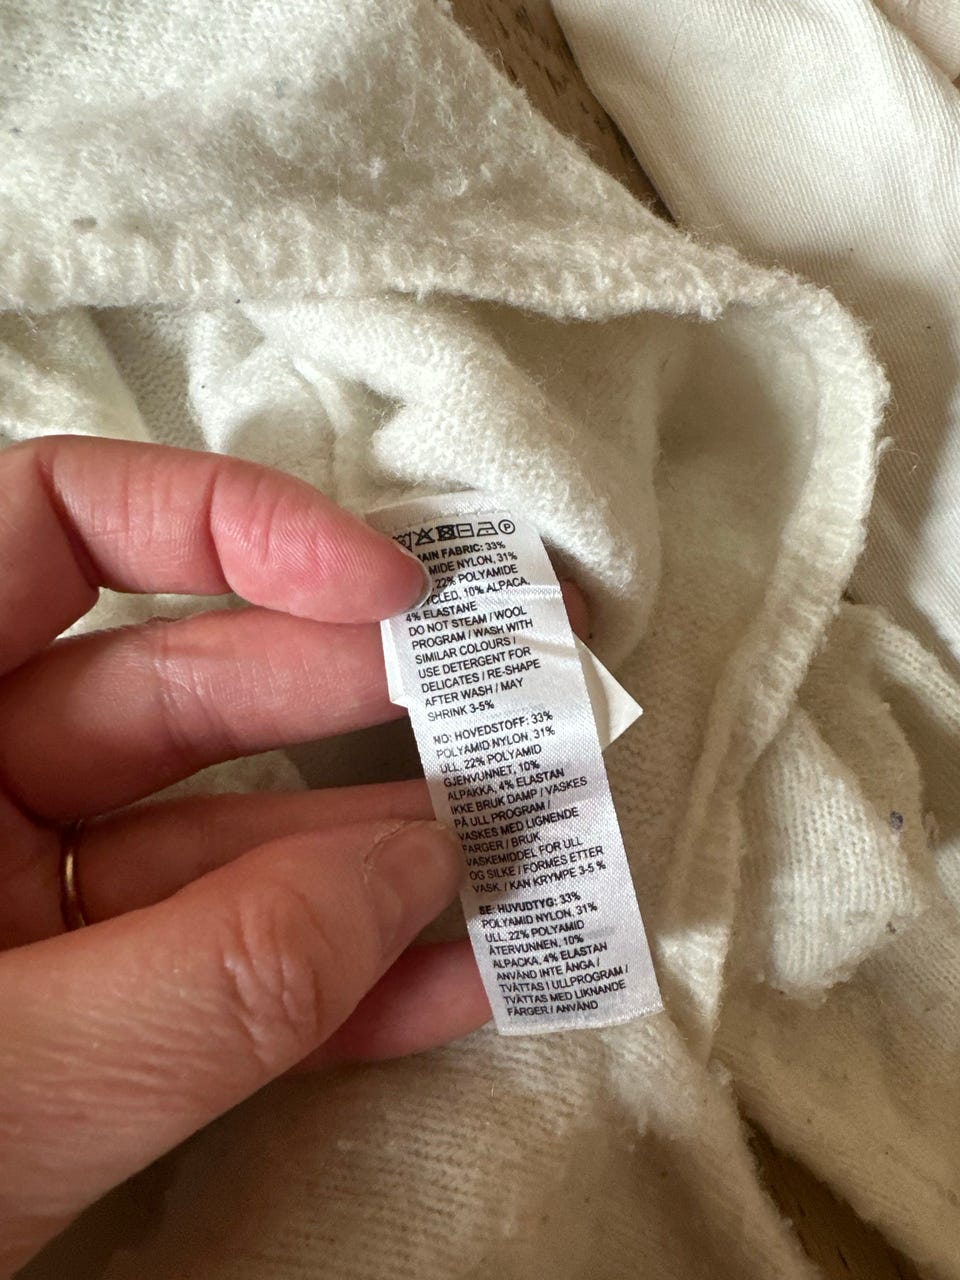 P
MAIN FABRIC: 33%
MIDE NYLON, 31%
, 22% POLYAMIDE
CLED, 10% ALPACA,
4% ELASTANE
DO NOT STEAM / WOOL
PROGRAM / WASH WITH
SIMILAR COLOURS /
USE DETERGENT FOR
DELICATES / RE-SHAPE
AFTER WASH / MAY
SHRINK 3-5%
NO: HOVEDSTOFF: 33%
POLYAMID NYLON, 31%
ULL, 22% POLYAMID
GJENVUNNET, 10%
ALPAKKA, 4% ELASTAN
IKKE BRUK DAMP / VASKES
PÅ ULL PROGRAM /
VASKES MED LIGNENDE
FARGER / BRUK
VASKEMIDDEL FOR ULL
OG SILKE / FORMES ETTER
VASK. / KAN KRYMPE 3-5 %
SE: HUVUDTYG: 33%
POLYAMID NYLON, 31%
ULL, 22% POLYAMID
ÅTERVUNNEN, 10%
ALPACKA, 4% ELASTAN
ANVÄND INTE ÅNGA /
TVÄTTAS I ULLPROGRAM /
TVÄTTAS MED LIKNANDE
FÄRGER / ANVÄND